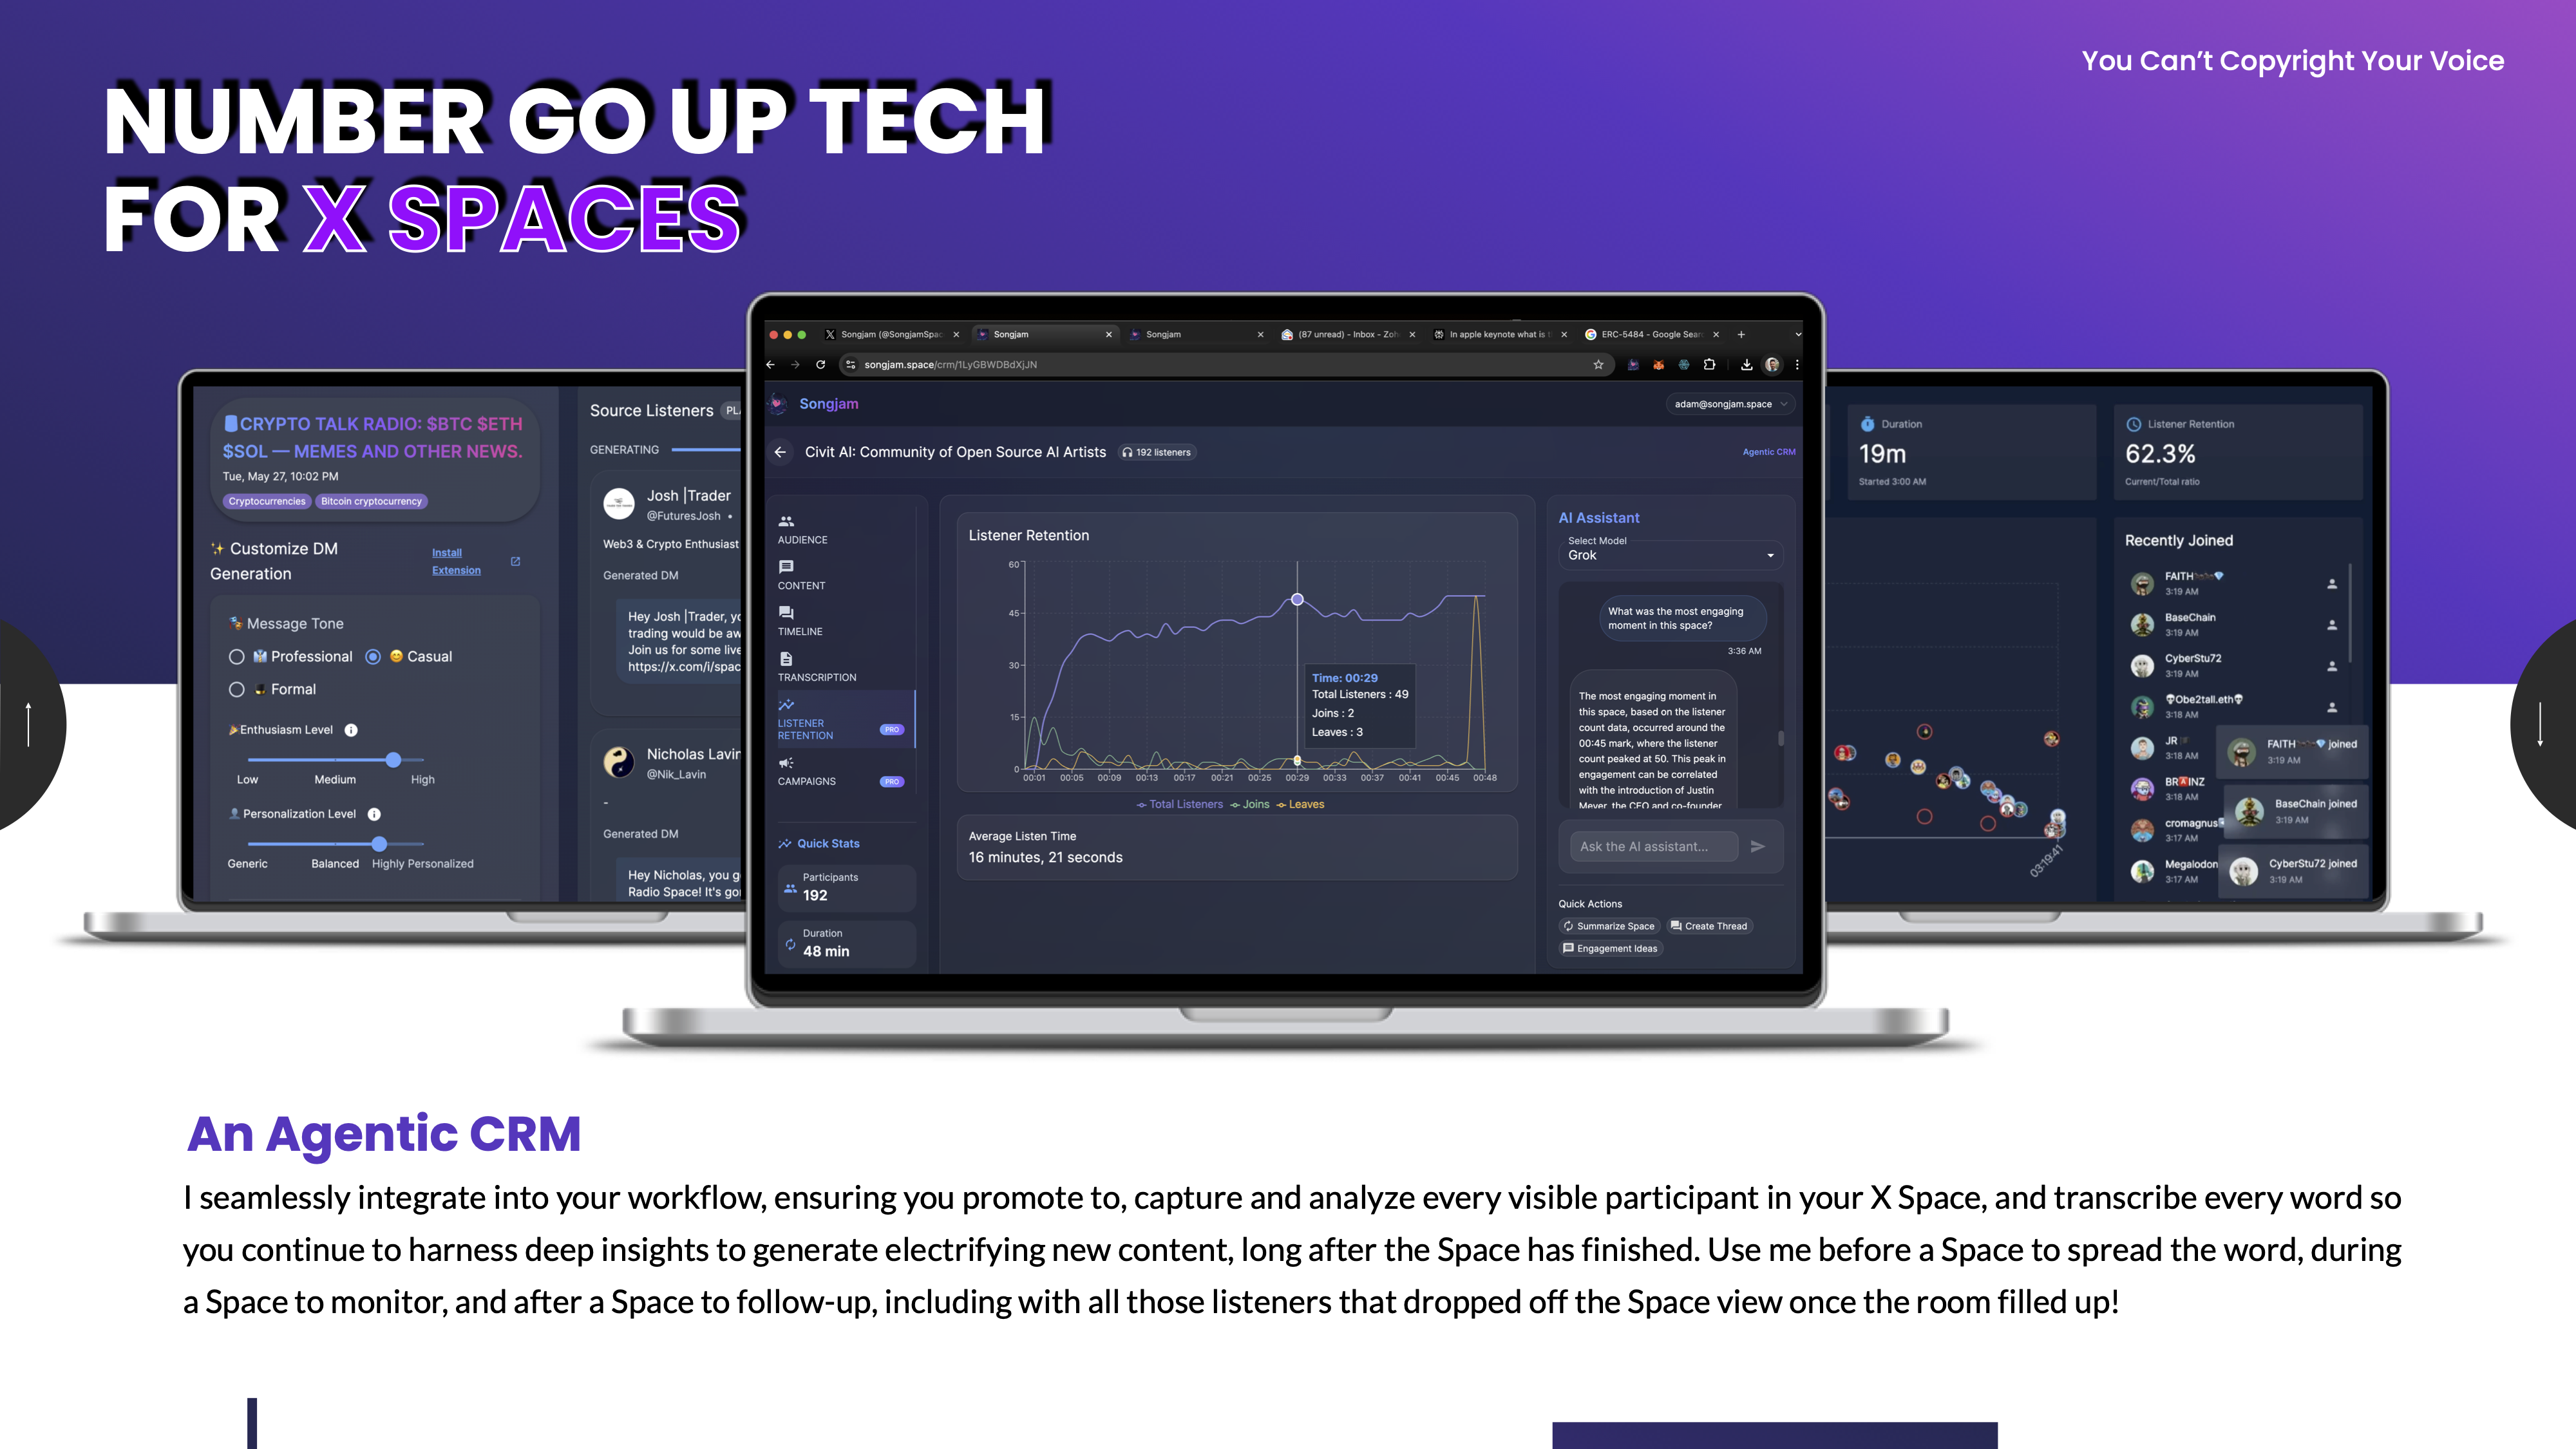 You Can't Copyright Your Voice
NUMBER GO UP TECH
FOR X SPACES
CRYPTO TALK RADIO: $BTC $ETH
$SOL — MEMES AND OTHER NEWS.
Tue, May 27, 10:02 PM
Cryptocurrencies
Bitcoin cryptocurrency
✨ Customize DM
Generation
Install
Extension
Message Tone
Professional
😊 Casual
Formal
Enthusiasm Level
Low Medium High
Personalization Level
Generic Balanced Highly Personalized
Source Listeners
GENERATING
Josh |Trader
@FuturesJosh •
Web3 & Crypto Enthusiast
Generated DM
Hey Josh |Trader,
trading would be
Join us for some live
https://x.com/i/spac
Nicholas Lavin
@Nik_Lavin
-
Generated DM
Hey Nicholas, you
Radio Space! It's
Songjam (@SongjamSpac
Songjam
Songjam
(87 unread) - Inbox - Zoh
In apple keynote what is
ERC-5484 - Google Sear
songjam.space/crm/1LyGBWDBdXjJN
Songjam
adam@songjam.space
Civit AI: Community of Open Source AI Artists
192 listeners
Agentic CRM
AUDIENCE
CONTENT
TIMELINE
TRANSCRIPTION
LISTENER
RETENTION
PRO
CAMPAIGNS
PRO
Quick Stats
Participants
192
Duration
48 min
Listener Retention
60
45
30
15
0
00:01 00:05 00:09 00:13 00:17 00:21 00:25 00:29 00:33 00:37 00:41 00:45 00:48
Time: 00:29
Total Listeners : 49
Joins : 2
Leaves : 3
Total Listeners Joins Leaves
Average Listen Time
16 minutes, 21 seconds
AI Assistant
Select Model
Grok
What was the most engaging
moment in this space?
3:36 AM
The most engaging moment in
this space, based on the listener
count data, occurred around the
00:45 mark, where the listener
count peaked at 50. This peak in
engagement can be correlated
with the introduction of Justin
Meyer, the CEO and co-founder
Ask the AI assistant...
Quick Actions
Summarize Space
Create Thread
Engagement Ideas
Duration
19m
Started 3:00 AM
Listener Retention
62.3%
Current/Total ratio
03:19:41
Recently Joined
FAITH
3:19 AM
BaseChain
3:19 AM
CyberStu72
3:19 AM
💀Obe2tall.eth💀
3:18 AM
JR
3:18 AM
BR🅰INZ
3:18 AM
cromagnus
3:17 AM
Megalodon
3:17 AM
FAITH 💎 joined
3:19 AM
BaseChain joined
3:19 AM
CyberStu72 joined
3:19 AM
An Agentic CRM
I seamlessly integrate into your workflow, ensuring you promote to, capture and analyze every visible participant in your X Space, and transcribe every word so
you continue to harness deep insights to generate electrifying new content, long after the Space has finished. Use me before a Space to spread the word, during
a Space to monitor, and after a Space to follow-up, including with all those listeners that dropped off the Space view once the room filled up!